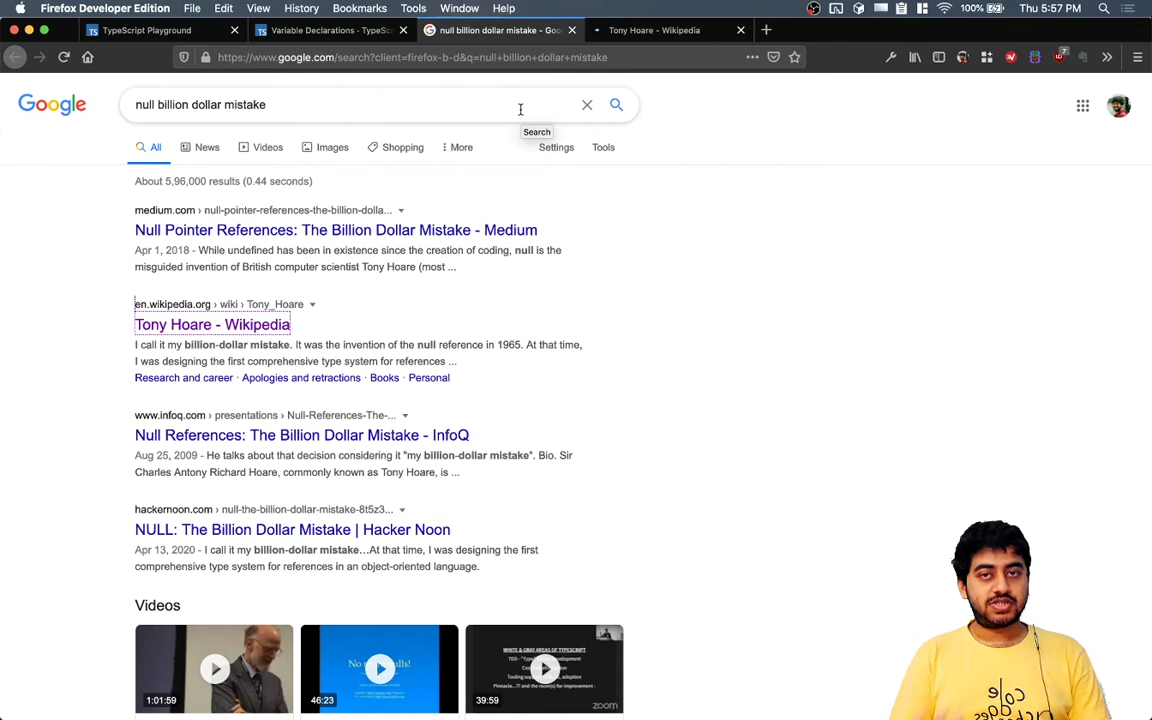 Firefox Developer Edition File Edit View History Bookmarks Tools Window Help 100% Thu 5:57 PM
TypeScript Playground Variable Declarations - TypeSc null billion dollar mistake - Goo Tony Hoare - Wikipedia
https://www.google.com/search?client=firefox-b-d&q=null+billion+dollar+mistake 7
Google null billion dollar mistake
Search
All News Videos Images Shopping More Settings Tools
About 5,96,000 results (0.44 seconds)
medium.com › null-pointer-references-the-billion-dolla...
Null Pointer References: The Billion Dollar Mistake - Medium
Apr 1, 2018 - While undefined has been in existence since the creation of coding, null is the
misguided invention of British computer scientist Tony Hoare (most ...
en.wikipedia.org › wiki › Tony_Hoare
Tony Hoare - Wikipedia
I call it my billion-dollar mistake. It was the invention of the null reference in 1965. At that time,
I was designing the first comprehensive type system for references ...
Research and career · Apologies and retractions · Books · Personal
www.infoq.com › presentations › Null-References-The-...
Null References: The Billion Dollar Mistake - InfoQ
Aug 25, 2009 - He talks about that decision considering it "my billion-dollar mistake". Bio. Sir
Charles Antony Richard Hoare, commonly known as Tony Hoare, is ...
hackernoon.com › null-the-billion-dollar-mistake-8t5z3...
NULL: The Billion Dollar Mistake | Hacker Noon
Apr 13, 2020 - I call it my billion-dollar mistake...At that time, I was designing the first
comprehensive type system for references in an object-oriented language.
Videos
WHITE & GRAY AREAS OF TYPESCRIPT
1:01:59 46:23 39:59 zoom